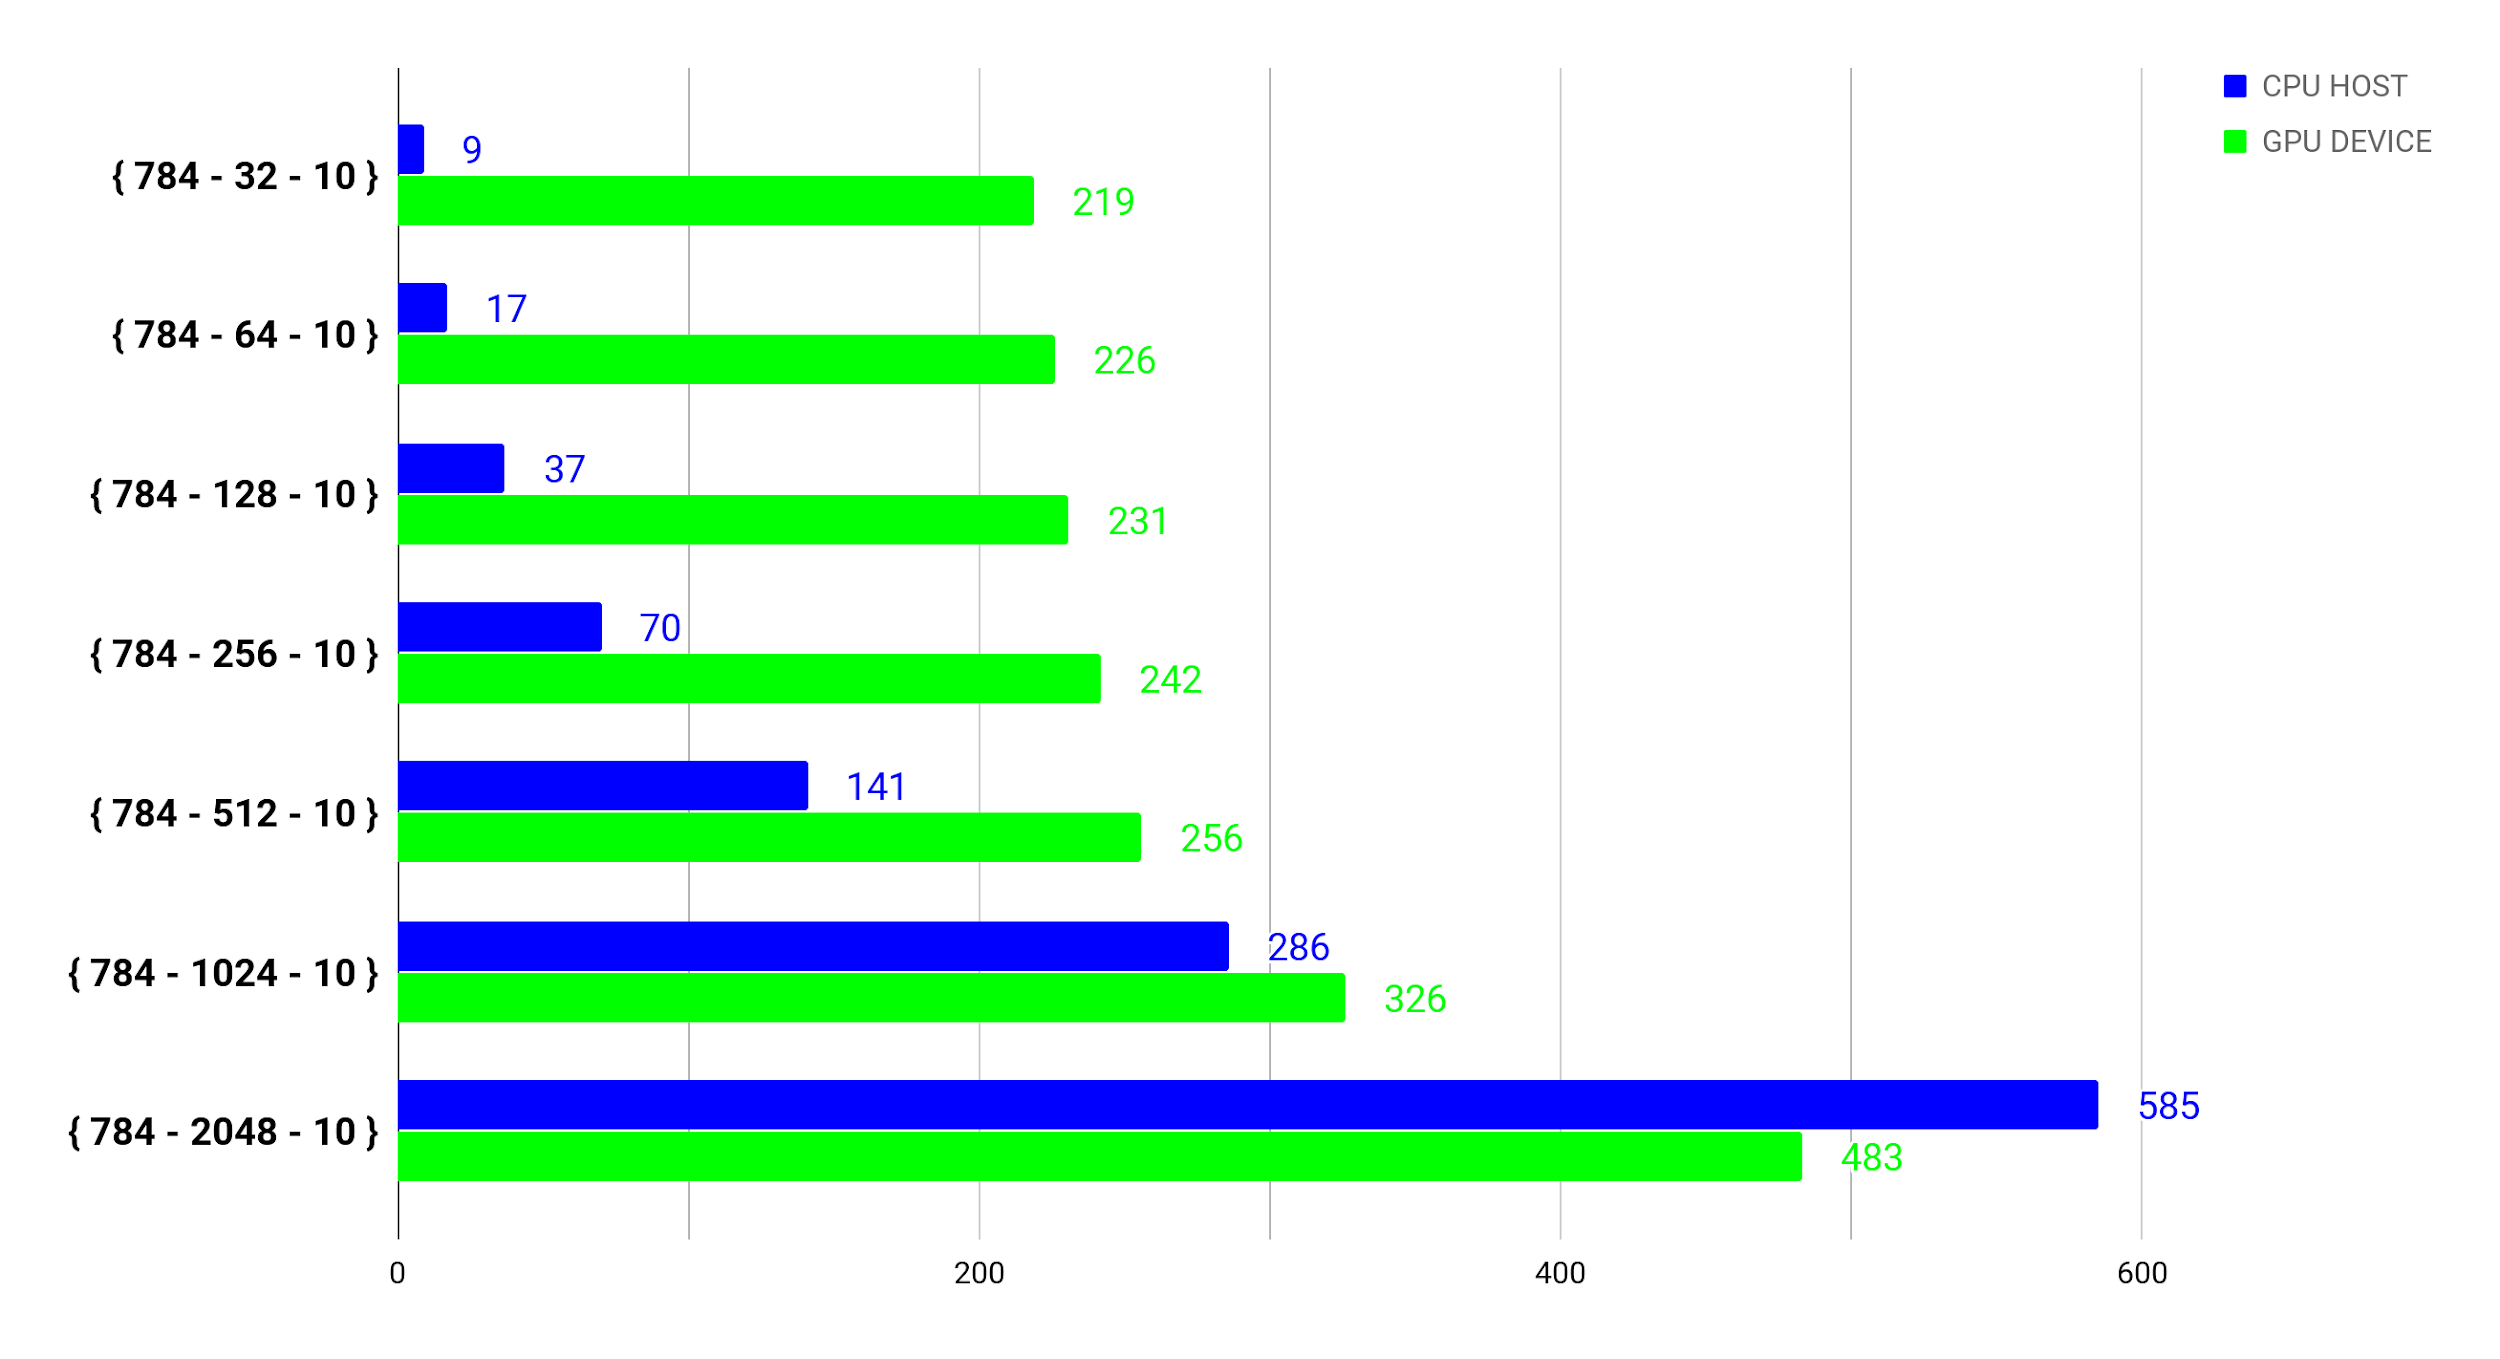 CPU HOST
GPU DEVICE
{ 784 - 32 - 10 }
9
219
{ 784 - 64 - 10 }
17
226
{ 784 - 128 - 10 }
37
231
{ 784 - 256 - 10 }
70
242
{ 784 - 512 - 10 }
141
256
{ 784 - 1024 - 10 }
286
326
{ 784 - 2048 - 10 }
585
483
0 200 400 600